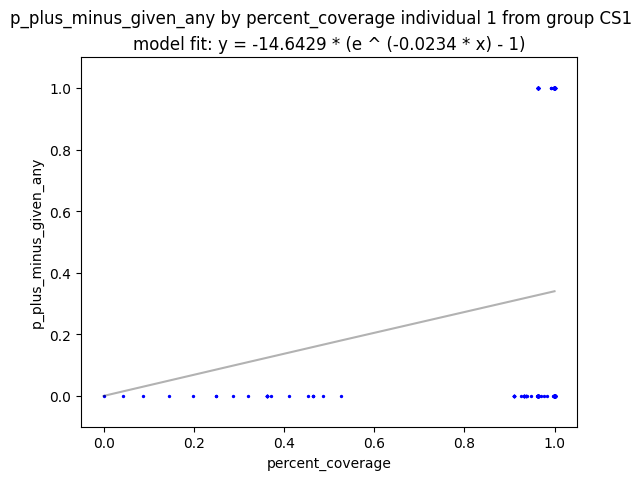 p_plus_minus_given_any by percent_coverage individual 1 from group CS1
model fit: y = -14.6429 * (e ^ (-0.0234 * x) - 1)
1.0
0.8
0.6
0.4
0.2
0.0
p_plus_minus_given_any
0.0 0.2 0.4 0.6 0.8 1.0
percent_coverage